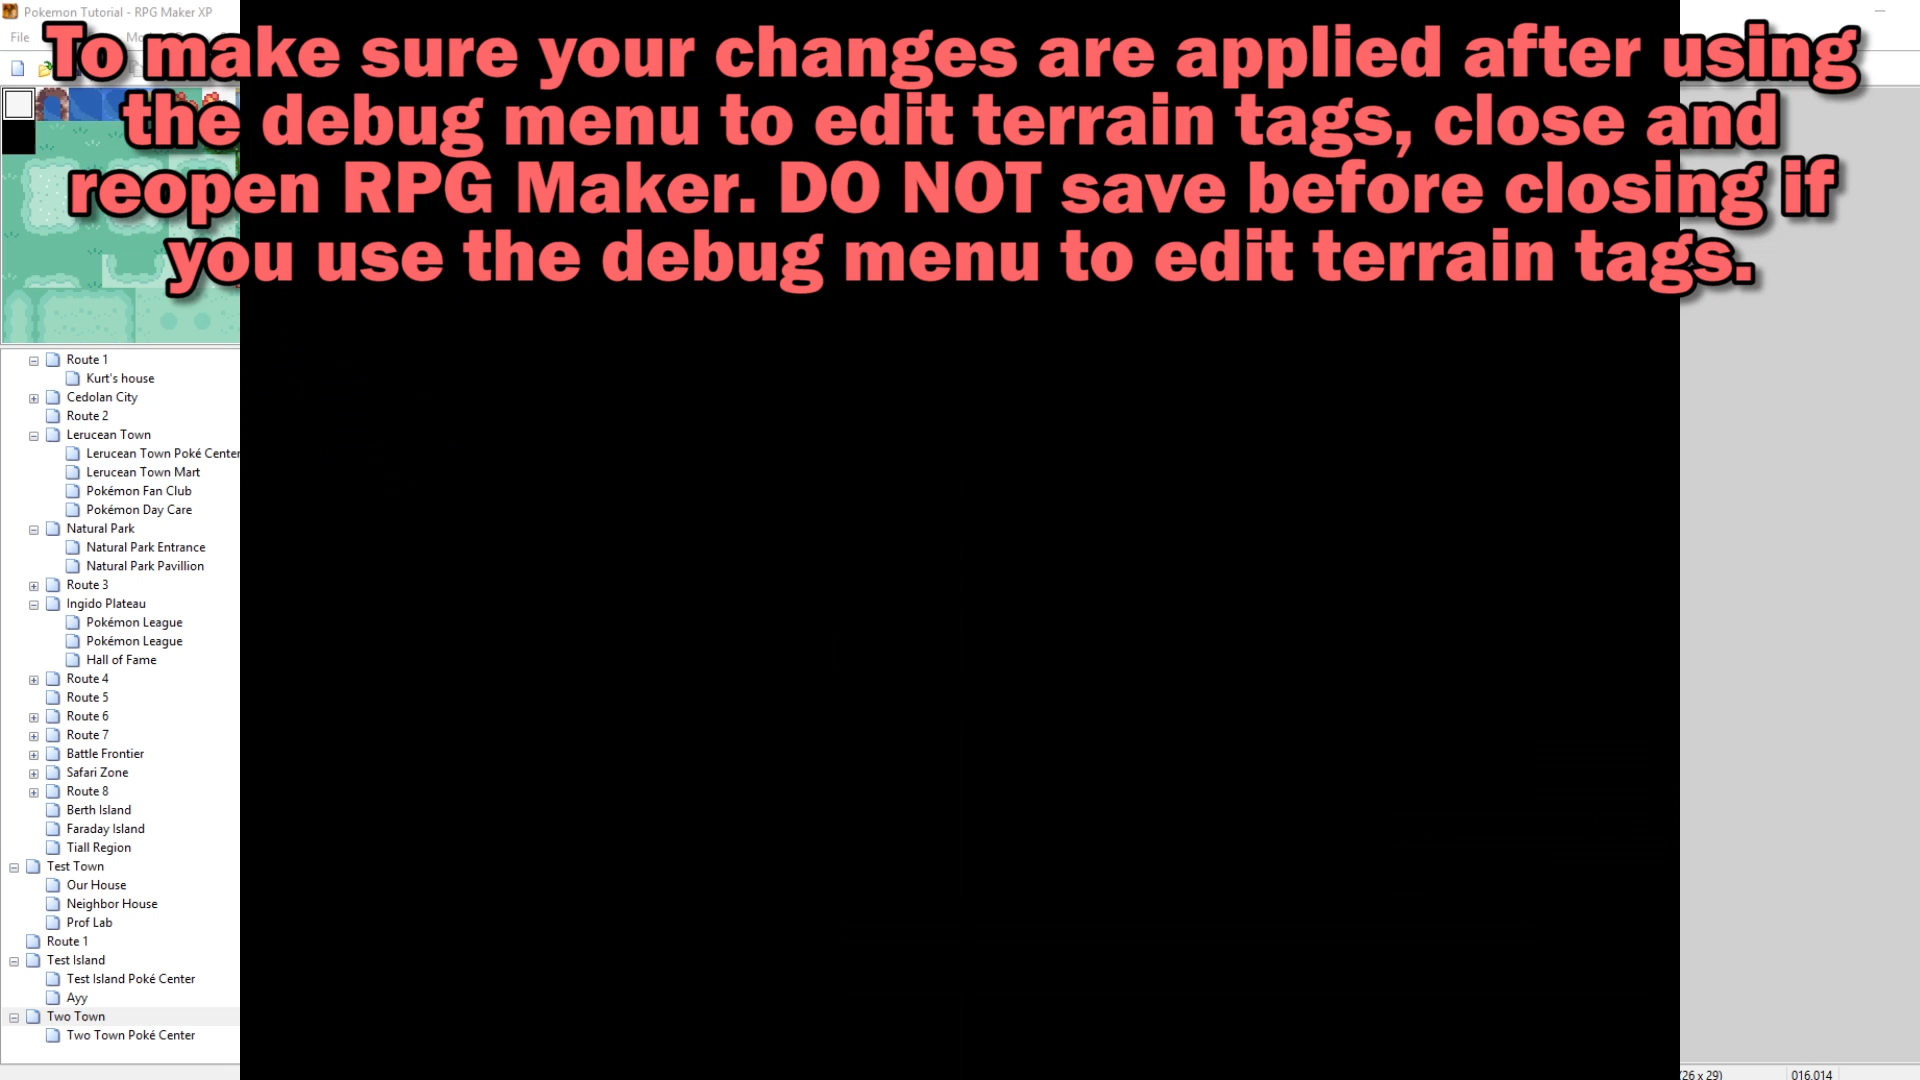 Pokemon Tutorial - RPG Maker XP
File
To make sure your changes are applied after using
the debug menu to edit terrain tags, close and
reopen RPG Maker. DO NOT save before closing if
you use the debug menu to edit terrain tags.
Route 1
Kurt's house
Cedolan City
Route 2
Lerucean Town
Lerucean Town Poké Center
Lerucean Town Mart
Pokémon Fan Club
Pokémon Day Care
Natural Park
Natural Park Entrance
Natural Park Pavillion
Route 3
Ingido Plateau
Pokémon League
Pokémon League
Hall of Fame
Route 4
Route 5
Route 6
Route 7
Battle Frontier
Safari Zone
Route 8
Berth Island
Faraday Island
Tiall Region
Test Town
Our House
Neighbor House
Prof Lab
Route 1
Test Island
Test Island Poké Center
Ayy
Two Town
Two Town Poké Center
(26 x 29) 016,014